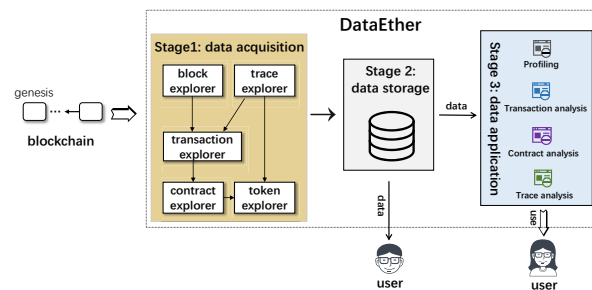 DataEther
Stage1: data acquisition
block
explorer
trace
explorer
transaction
explorer
contract
explorer
token
explorer
genesis
...
blockchain
Stage 2:
data storage
data
data
user
Stage 3: data application
Profiling
Transaction analysis
Contract analysis
Trace analysis
use
user